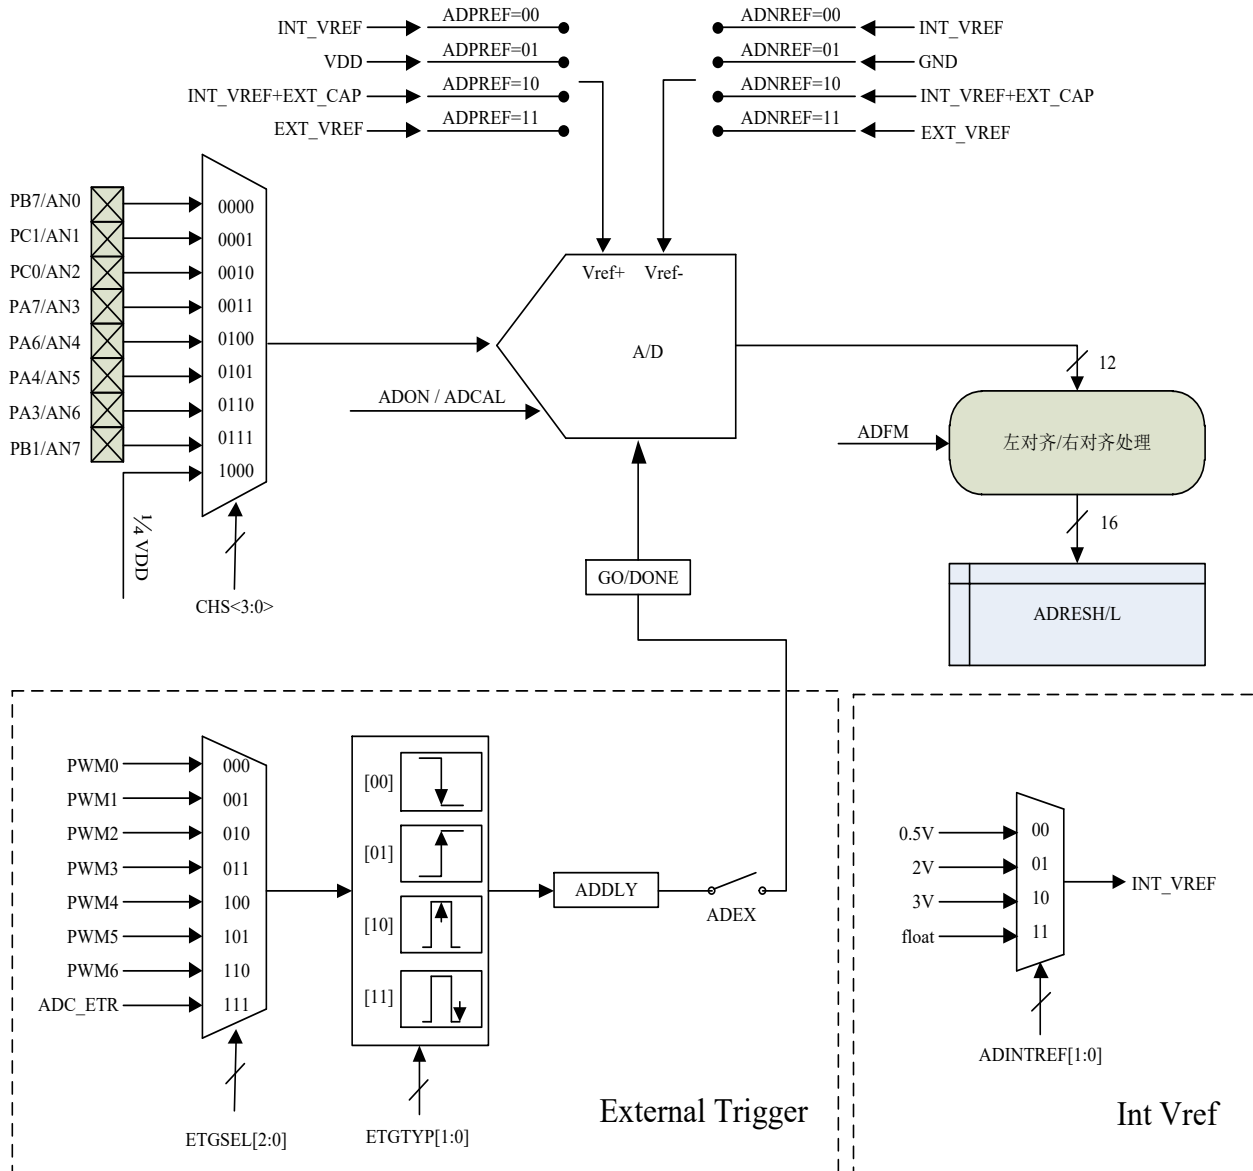 INT_VREF ADPREF=00 ADNREF=00 INT_VREF
VDD ADPREF=01 ADNREF=01 GND
INT_VREF+EXT_CAP ADPREF=10 ADNREF=10 INT_VREF+EXT_CAP
EXT_VREF ADPREF=11 ADNREF=11 EXT_VREF
PB7/AN0 0000
PC1/AN1 0001
PC0/AN2 0010
PA7/AN3 0011
PA6/AN4 0100
PA4/AN5 0101
PA3/AN6 0110
PB1/AN7 0111
1000
¼ VDD
CHS<3:0>
Vref+ Vref-
A/D
ADON / ADCAL
12
ADFM
左对齐/右对齐处理
16
GO/DONE
ADRESH/L
PWM0 000
PWM1 001
PWM2 010
PWM3 011
PWM4 100
PWM5 101
PWM6 110
ADC_ETR 111
ETGSEL[2:0]
[00]
[01]
[10]
[11]
ETGTYP[1:0]
ADDLY
ADEX
External Trigger
0.5V 00
2V 01
3V 10
float 11
INT_VREF
ADINTREF[1:0]
Int Vref